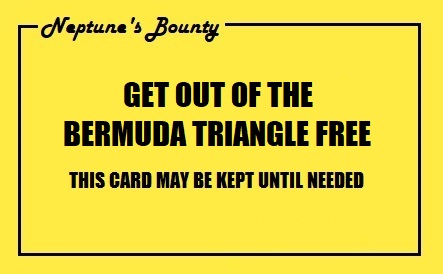 Neptune's Bounty
GET OUT OF THE
BERMUDA TRIANGLE FREE
THIS CARD MAY BE KEPT UNTIL NEEDED